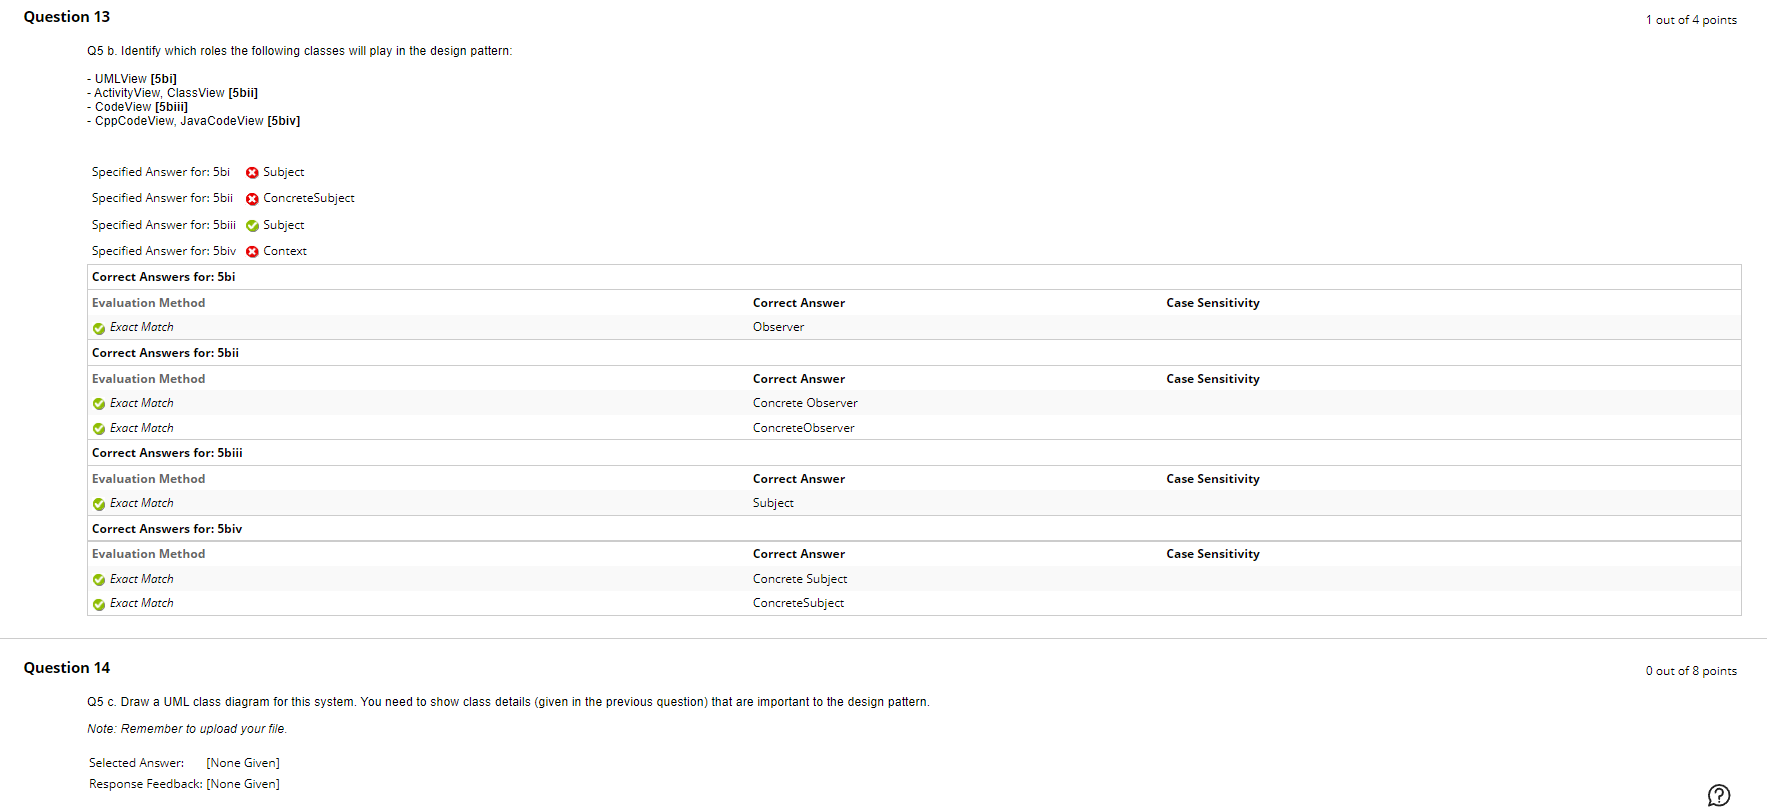 Question 13
1 out of 4 points
Q5 b. Identify which roles the following classes will play in the design pattern:
- UMLView [5bi]
- ActivityView, ClassView [5bii]
- CodeView [5biii]
- CppCodeView, JavaCodeView [5biv]
Specified Answer for: 5bi Subject
Specified Answer for: 5bii ConcreteSubject
Specified Answer for: 5biii Subject
Specified Answer for: 5biv Context
Correct Answers for: 5bi
Evaluation Method Correct Answer Case Sensitivity
Exact Match Observer
Correct Answers for: 5bii
Evaluation Method Correct Answer Case Sensitivity
Exact Match Concrete Observer
Exact Match ConcreteObserver
Correct Answers for: 5biii
Evaluation Method Correct Answer Case Sensitivity
Exact Match Subject
Correct Answers for: 5biv
Evaluation Method Correct Answer Case Sensitivity
Exact Match Concrete Subject
Exact Match ConcreteSubject
Question 14
0 out of 8 points
Q5 c. Draw a UML class diagram for this system. You need to show class details (given in the previous question) that are important to the design pattern.
Note: Remember to upload your file.
Selected Answer: [None Given]
Response Feedback: [None Given]